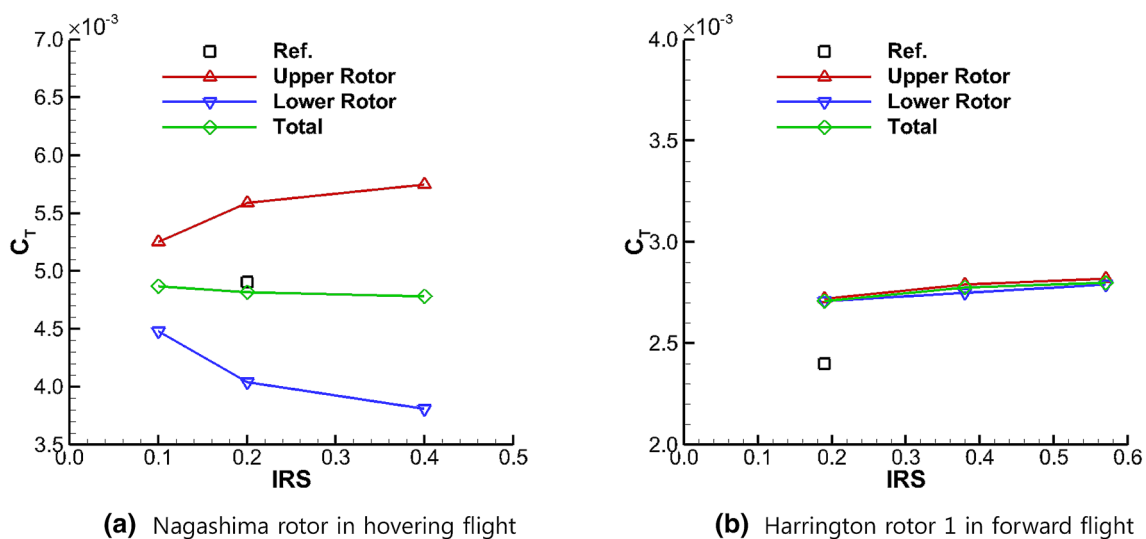 ×10⁻³
7.0
6.5
6.0
5.5
5.0
4.5
4.0
3.5
C_T
Ref.
Upper Rotor
Lower Rotor
Total
0.0 0.1 0.2 0.3 0.4 0.5
IRS
(a) Nagashima rotor in hovering flight
×10⁻³
4.0
3.5
3.0
2.5
2.0
C_T
Ref.
Upper Rotor
Lower Rotor
Total
0.0 0.1 0.2 0.3 0.4 0.5 0.6
IRS
(b) Harrington rotor 1 in forward flight